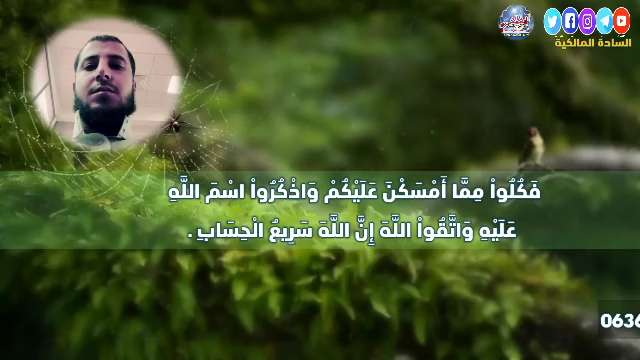 السادة المالكية
فَكُلُواْ مِمَّا أَمْسَكْنَ عَلَيْكُمْ وَاذْكُرُواْ اسْمَ اللَّهِ
عَلَيْهِ وَاتَّقُواْ اللَّهَ إِنَّ اللَّهَ سَرِيعُ الْحِسَابِ .
0636